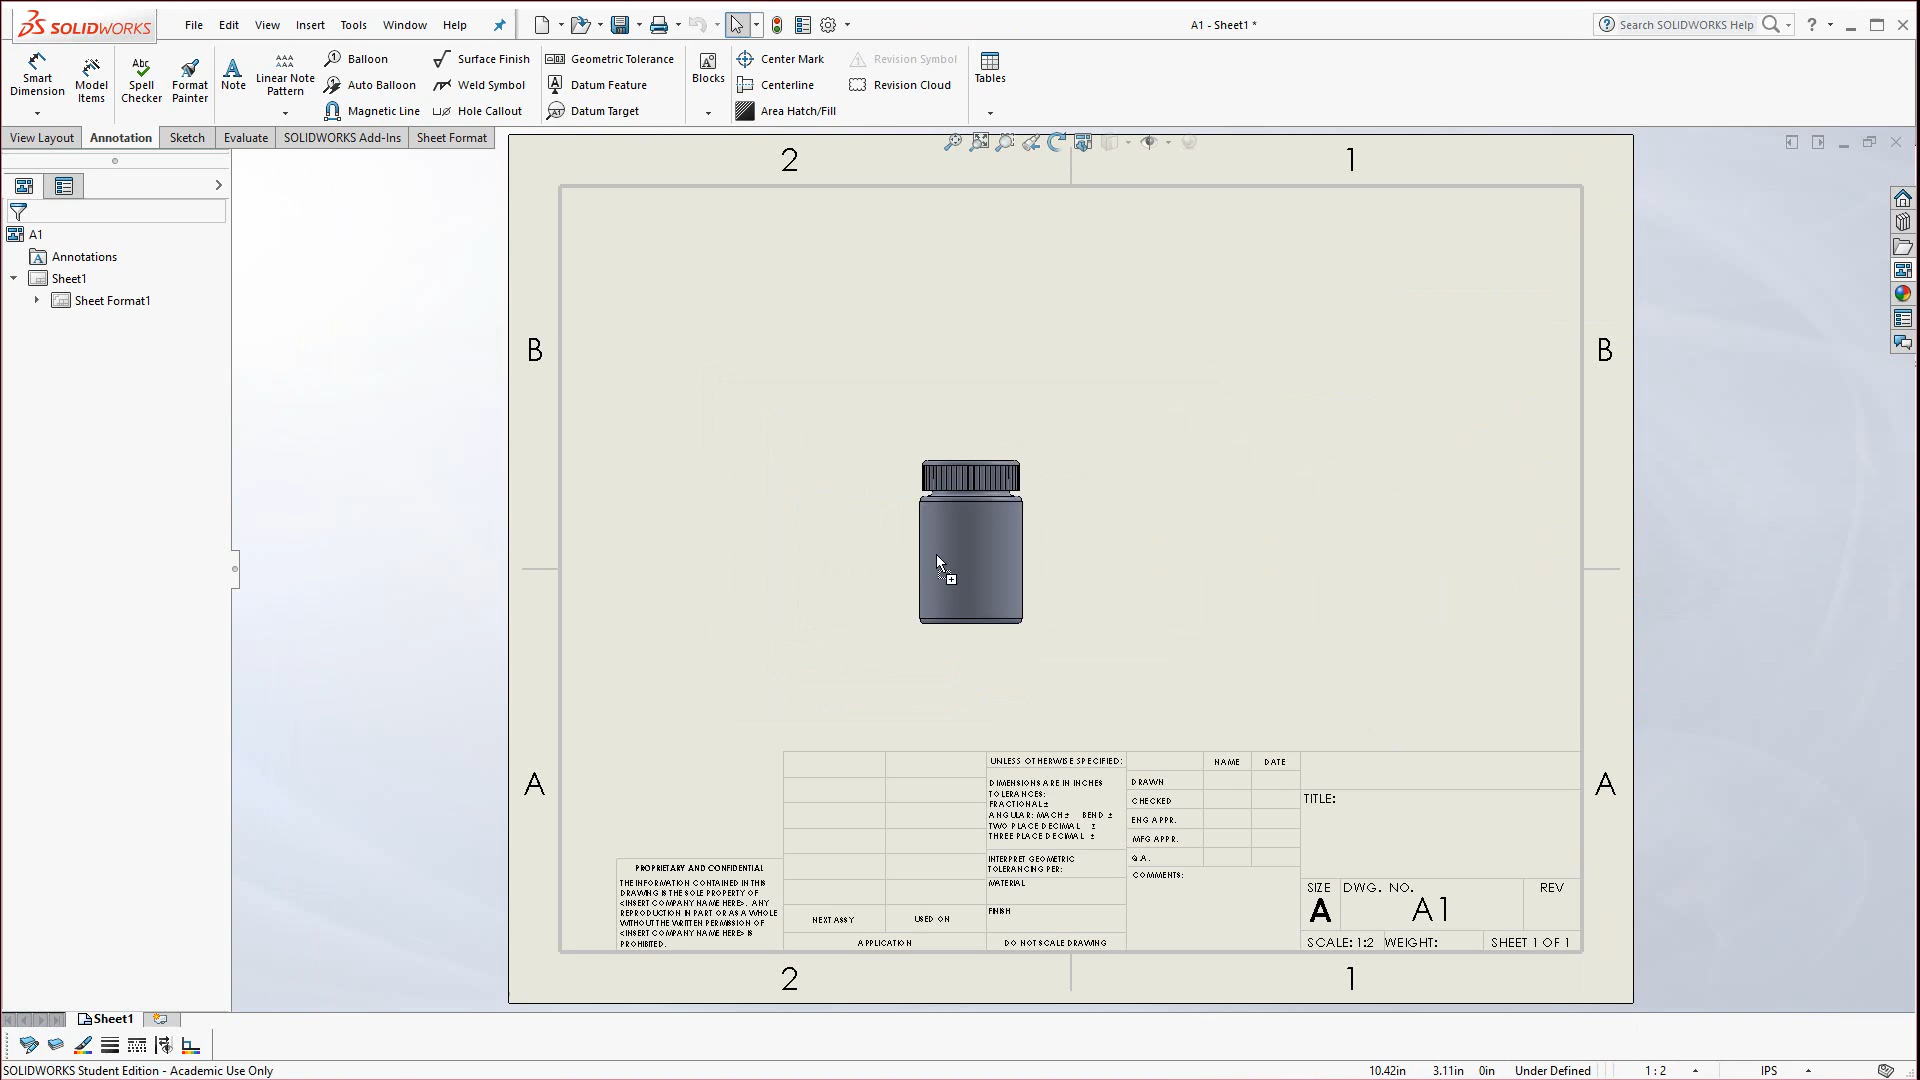 SOLIDWORKS
File Edit View Insert Tools Window Help
A1 - Sheet1 *
Search SOLIDWORKS Help
Smart Dimension
Model Items
Abc
Spell Checker
Format Painter
Note
Linear Note Pattern
Balloon
Auto Balloon
Magnetic Line
Surface Finish
Weld Symbol
Hole Callout
Geometric Tolerance
Datum Feature
Datum Target
Blocks
Center Mark
Centerline
Area Hatch/Fill
Revision Symbol
Revision Cloud
Tables
View Layout Annotation Sketch Evaluate SOLIDWORKS Add-Ins Sheet Format
A1
Annotations
Sheet1
Sheet Format1
2 1
B B
A A
UNLESS OTHERWISE SPECIFIED:
DIMENSIONS ARE IN INCHES
TOLERANCES:
FRACTIONAL ±
ANGULAR: MACH ± BEND ±
TWO PLACE DECIMAL ±
THREE PLACE DECIMAL ±
INTERPRET GEOMETRIC
TOLERANCING PER:
MATERIAL
FINISH
DO NOT SCALE DRAWING
NAME DATE
DRAWN
CHECKED
ENG APPR.
MFG APPR.
Q.A.
COMMENTS:
TITLE:
SIZE DWG. NO. REV
A A1
SCALE: 1:2 WEIGHT: SHEET 1 OF 1
PROPRIETARY AND CONFIDENTIAL
THE INFORMATION CONTAINED IN THIS
DRAWING IS THE SOLE PROPERTY OF
<INSERT COMPANY NAME HERE>. ANY
REPRODUCTION IN PART OR AS A WHOLE
WITHOUT THE WRITTEN PERMISSION OF
<INSERT COMPANY NAME HERE> IS
PROHIBITED.
NEXT ASSY USED ON
APPLICATION
2 1
Sheet1
SOLIDWORKS Student Edition - Academic Use Only
10.42in 3.11in 0in Under Defined 1 : 2 IPS